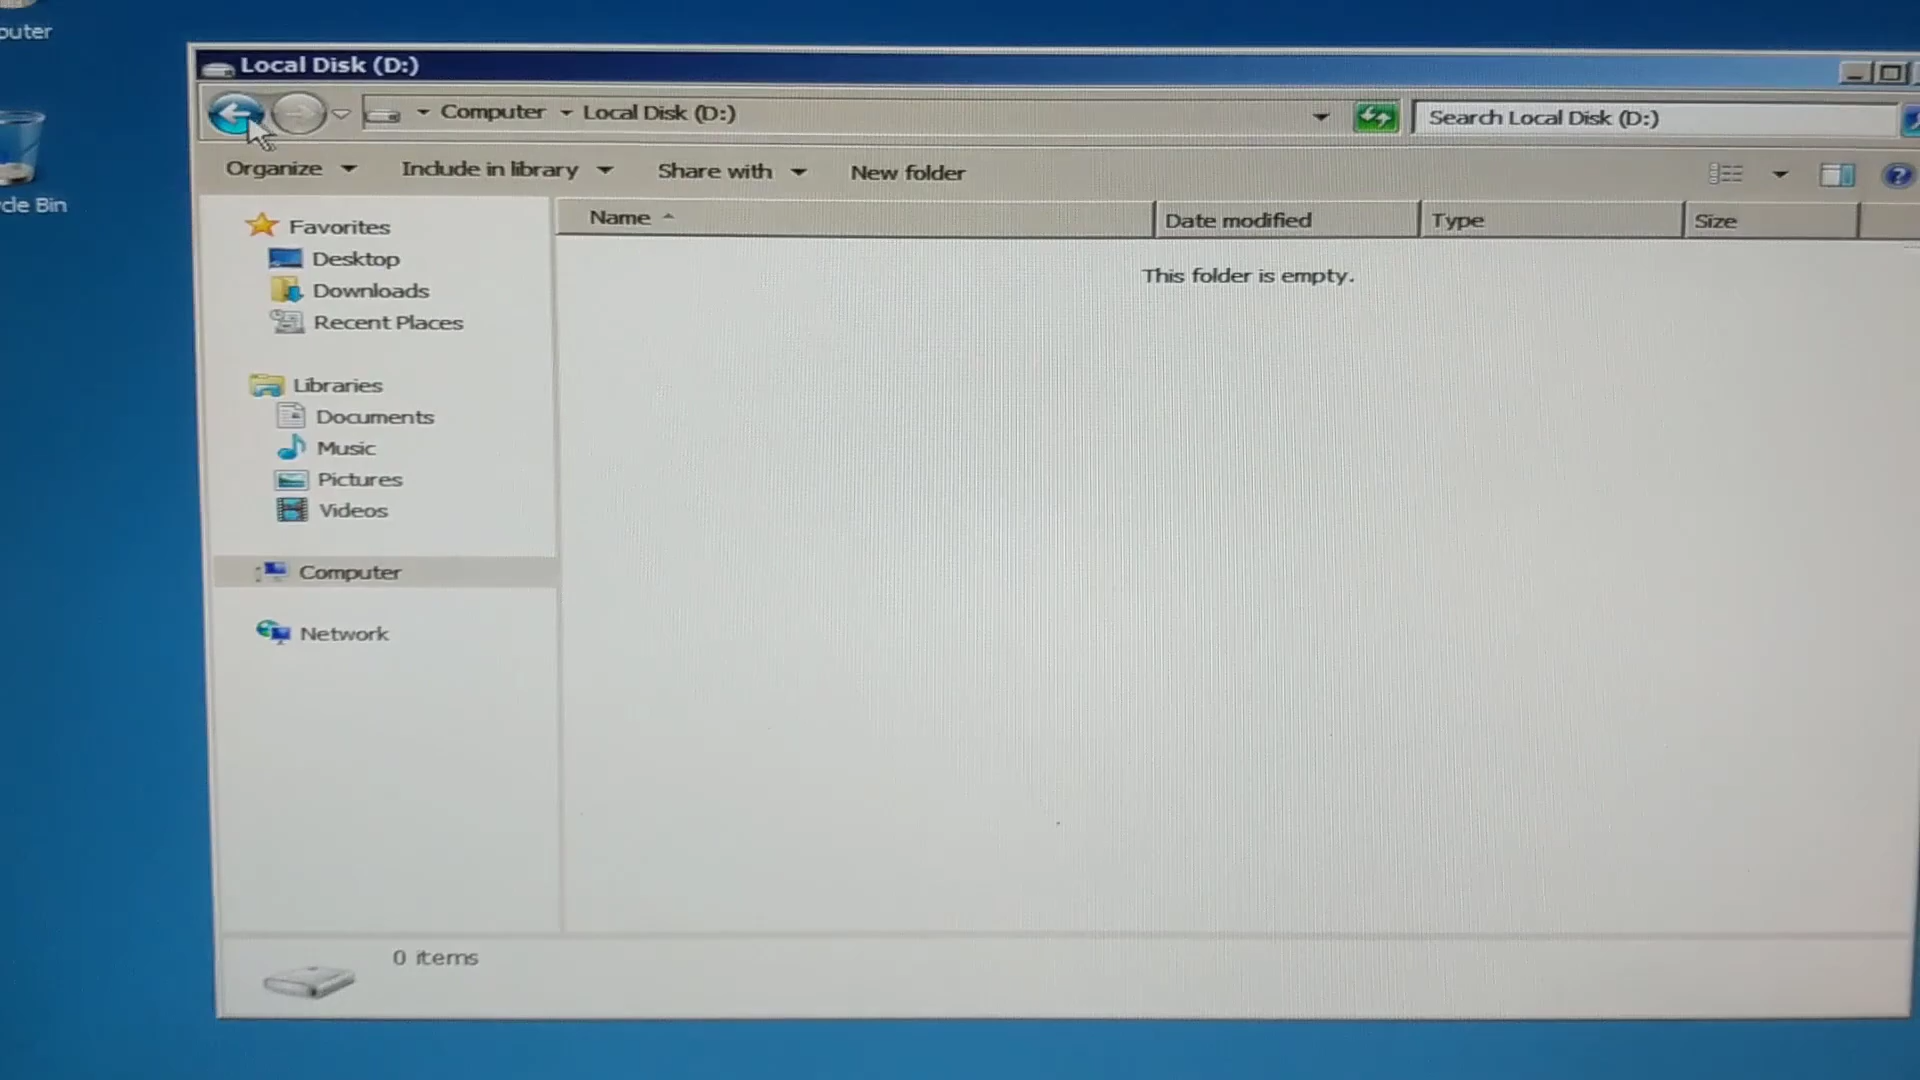 puter
cle Bin
Local Disk (D:)
Computer
Local Disk (D:)
Search Local Disk (D:)
Organize
Include in library
Share with
New folder
Name
Date modified
Type
Size
This folder is empty.
Favorites
Desktop
Downloads
Recent Places
Libraries
Documents
Music
Pictures
Videos
Computer
Network
0 items